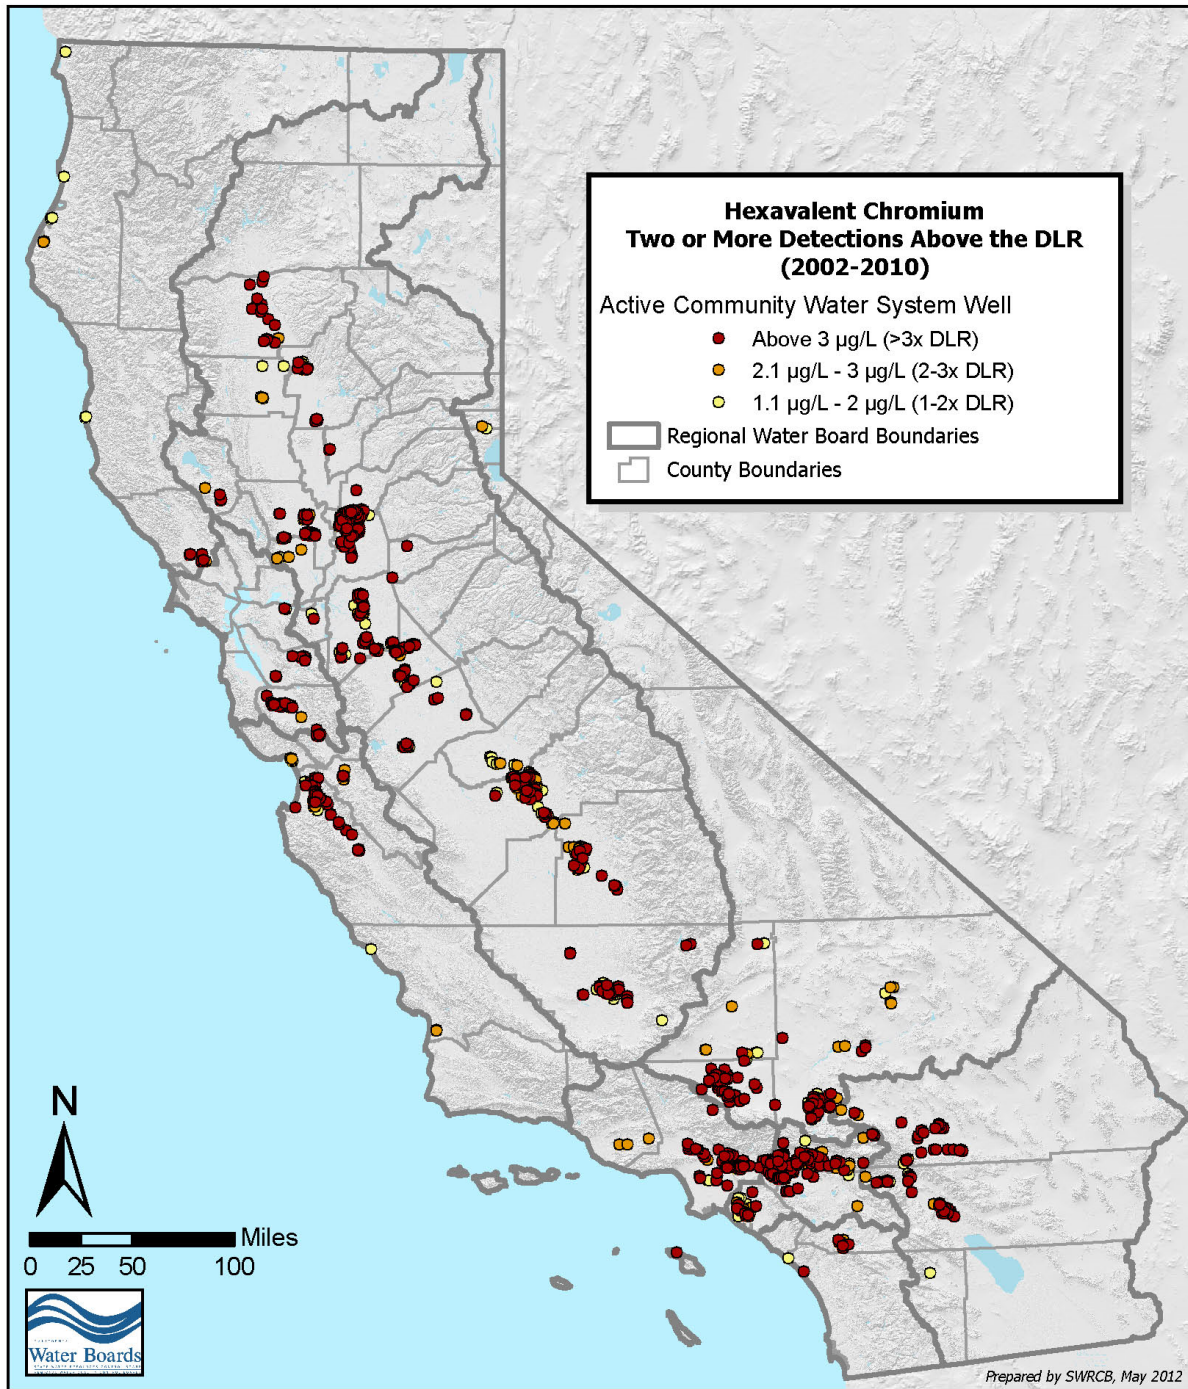 Hexavalent Chromium
Two or More Detections Above the DLR
(2002-2010)
Active Community Water System Well
Above 3 µg/L (>3x DLR)
2.1 µg/L - 3 µg/L (2-3x DLR)
1.1 µg/L - 2 µg/L (1-2x DLR)
Regional Water Board Boundaries
County Boundaries
N
Miles
0 25 50 100
CALIFORNIA
Water Boards
Prepared by SWRCB, May 2012